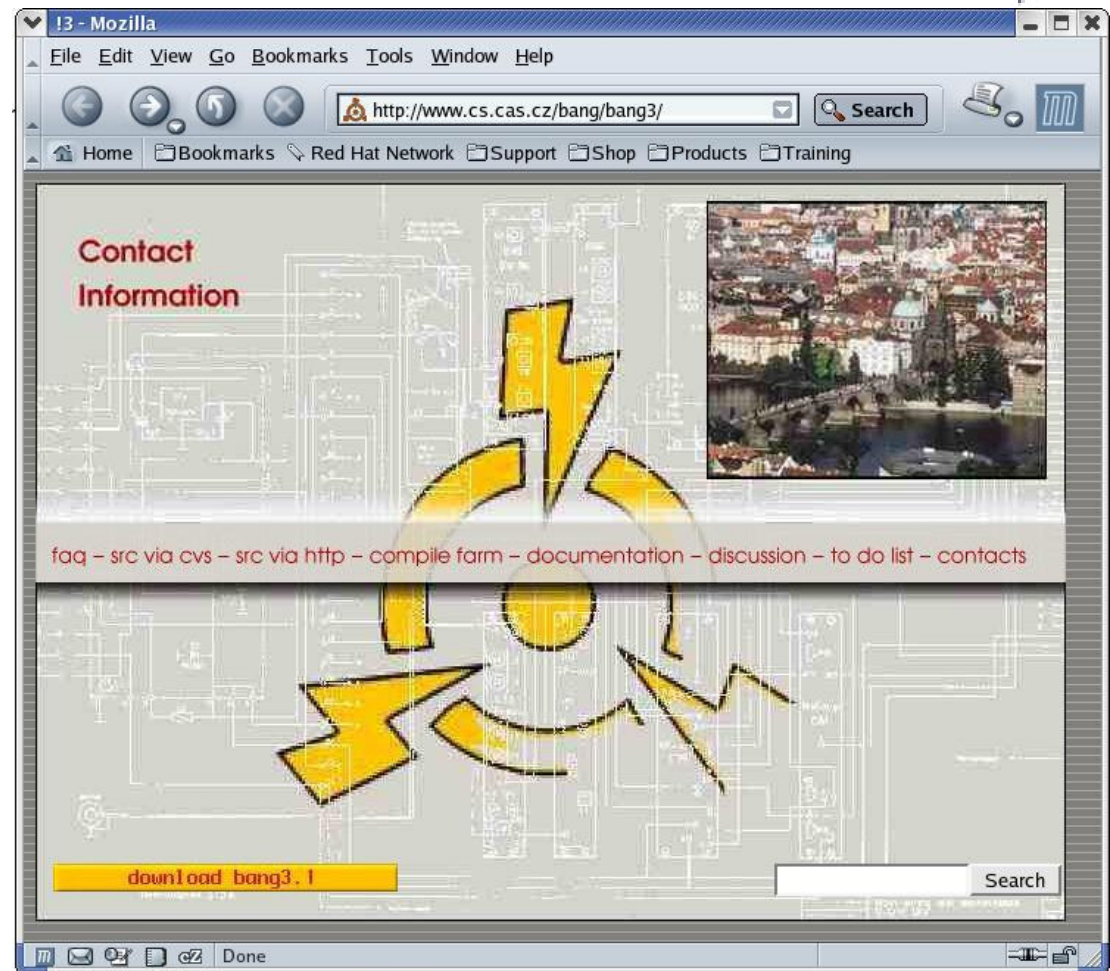 !3 - Mozilla
File Edit View Go Bookmarks Tools Window Help
http://www.cs.cas.cz/bang/bang3/
Search
Home Bookmarks Red Hat Network Support Shop Products Training
Contact
Information
faq – src via cvs – src via http – compile farm – documentation – discussion – to do list – contacts
download bang3.1
Search
Done